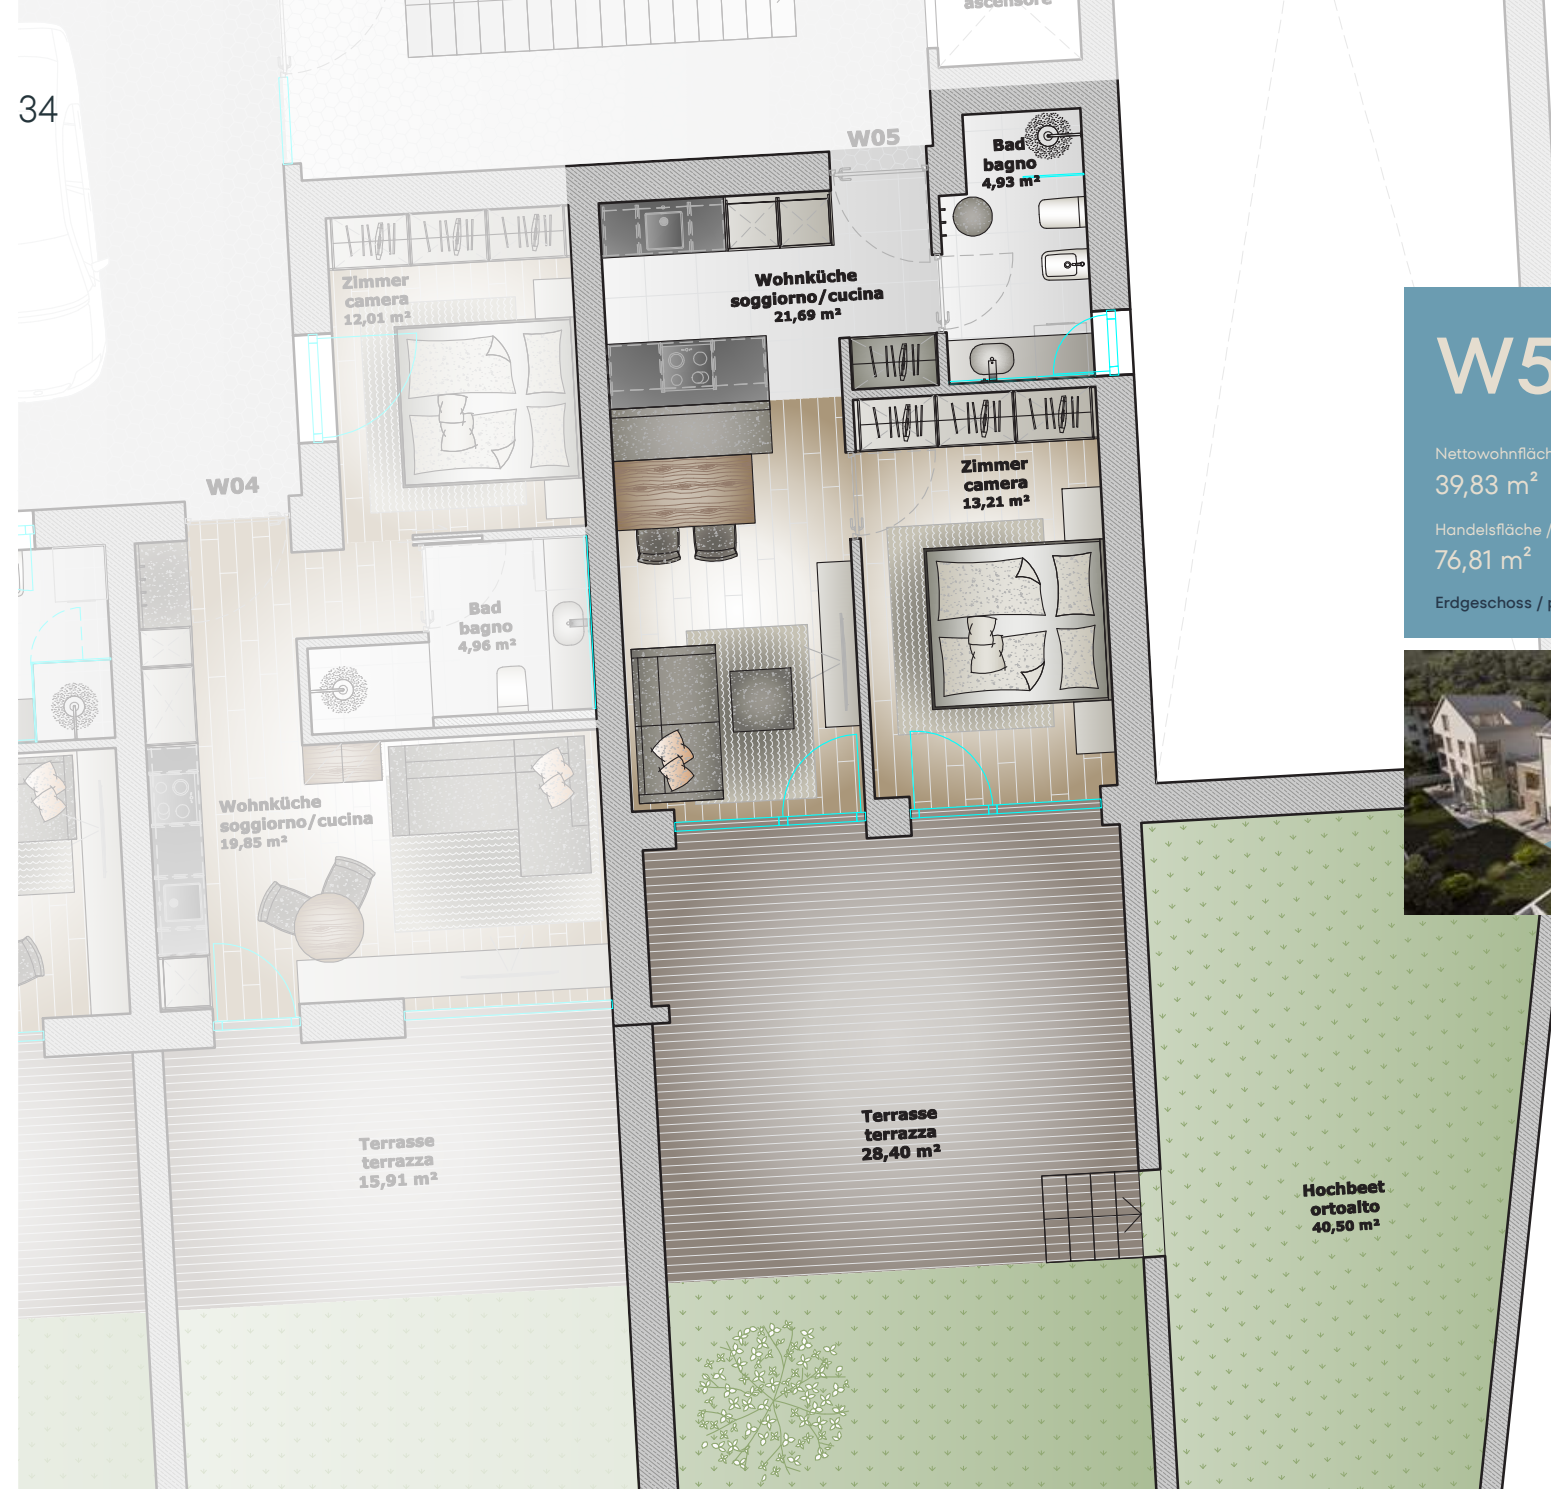 34
ascensore
W05
Bad
bagno
4,93 m²
Zimmer
camera
12,01 m²
Wohnküche
soggiorno/cucina
21,69 m²
W04
Zimmer
camera
13,21 m²
Bad
bagno
4,96 m²
Wohnküche
soggiorno/cucina
19,85 m²
Terrasse
terrazza
15,91 m²
Terrasse
terrazza
28,40 m²
Hochbeet
ortoalto
40,50 m²
W5
Nettowohnfläch
39,83 m²
Handelsfläche /
76,81 m²
Erdgeschoss / p